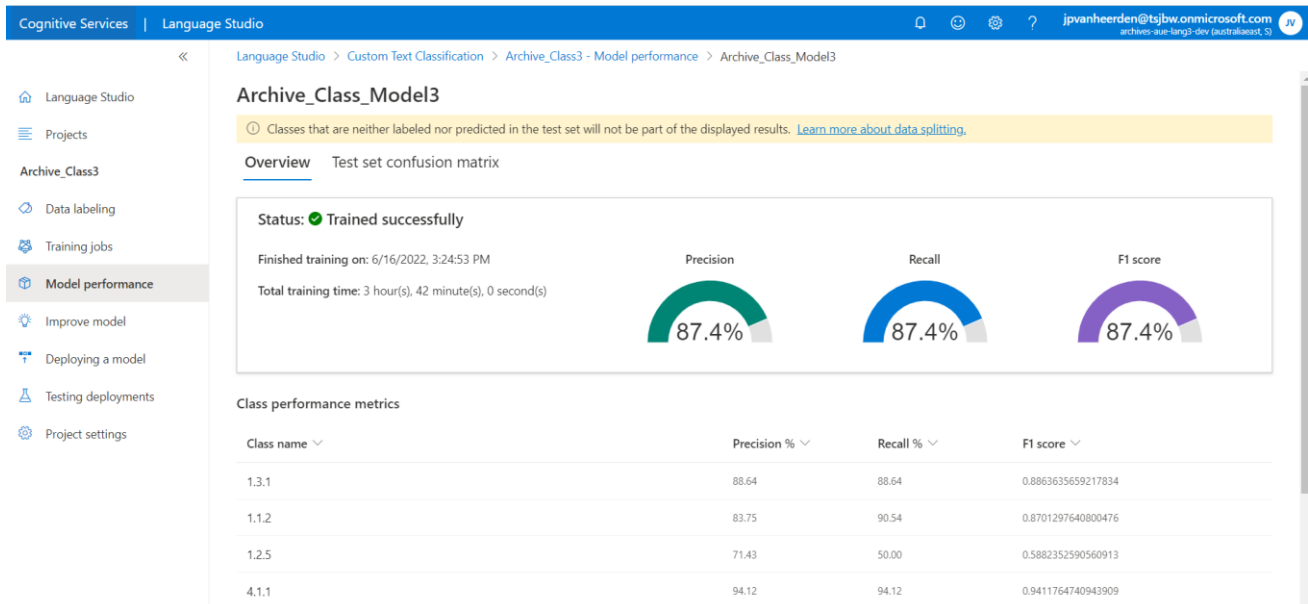 Cognitive Services | Language Studio
jpvanheerden@tsjbw.onmicrosoft.com
archives-aue-lang3-dev (australiaeast, S)
JV
Language Studio > Custom Text Classification > Archive_Class3 - Model performance > Archive_Class_Model3
Language Studio
Projects
Archive_Class3
Data labeling
Training jobs
Model performance
Improve model
Deploying a model
Testing deployments
Project settings
Archive_Class_Model3
Classes that are neither labeled nor predicted in the test set will not be part of the displayed results. Learn more about data splitting.
Overview Test set confusion matrix
Status: Trained successfully
Finished training on: 6/16/2022, 3:24:53 PM
Total training time: 3 hour(s), 42 minute(s), 0 second(s)
Precision Recall F1 score
87.4% 87.4% 87.4%
Class performance metrics
Class name Precision % Recall % F1 score
1.3.1 88.64 88.64 0.8863635659217834
1.1.2 83.75 90.54 0.8701297640800476
1.2.5 71.43 50.00 0.5882352590560913
4.1.1 94.12 94.12 0.9411764740943909